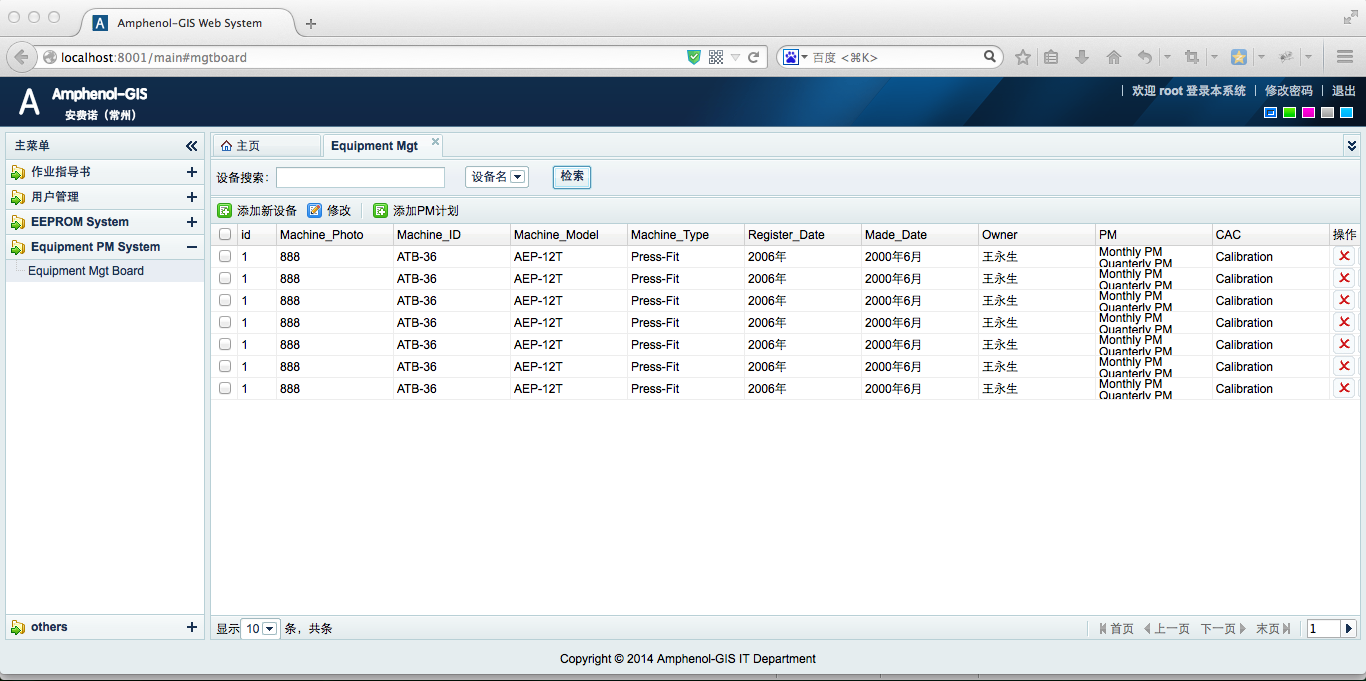 A Amphenol-GIS Web System
localhost:8001/main#mgtboard
百度 <⌘K>
A Amphenol-GIS
安费诺（常州）
| 欢迎 root 登录本系统 | 修改密码 | 退出
主菜单
作业指导书
用户管理
EEPROM System
Equipment PM System
Equipment Mgt Board
others
主页 Equipment Mgt
设备搜索: 设备名 检索
添加新设备 修改 添加PM计划
id Machine_Photo Machine_ID Machine_Model Machine_Type Register_Date Made_Date Owner PM CAC 操作
1 888 ATB-36 AEP-12T Press-Fit 2006年 2000年6月 王永生 Monthly PM Calibration
Quanterly PM
1 888 ATB-36 AEP-12T Press-Fit 2006年 2000年6月 王永生 Monthly PM Calibration
Quanterly PM
1 888 ATB-36 AEP-12T Press-Fit 2006年 2000年6月 王永生 Monthly PM Calibration
Quanterly PM
1 888 ATB-36 AEP-12T Press-Fit 2006年 2000年6月 王永生 Monthly PM Calibration
Quanterly PM
1 888 ATB-36 AEP-12T Press-Fit 2006年 2000年6月 王永生 Monthly PM Calibration
Quanterly PM
1 888 ATB-36 AEP-12T Press-Fit 2006年 2000年6月 王永生 Monthly PM Calibration
Quanterly PM
1 888 ATB-36 AEP-12T Press-Fit 2006年 2000年6月 王永生 Monthly PM Calibration
Quanterly PM
显示 10 条，共条 首页 上一页 下一页 末页 1
Copyright © 2014 Amphenol-GIS IT Department